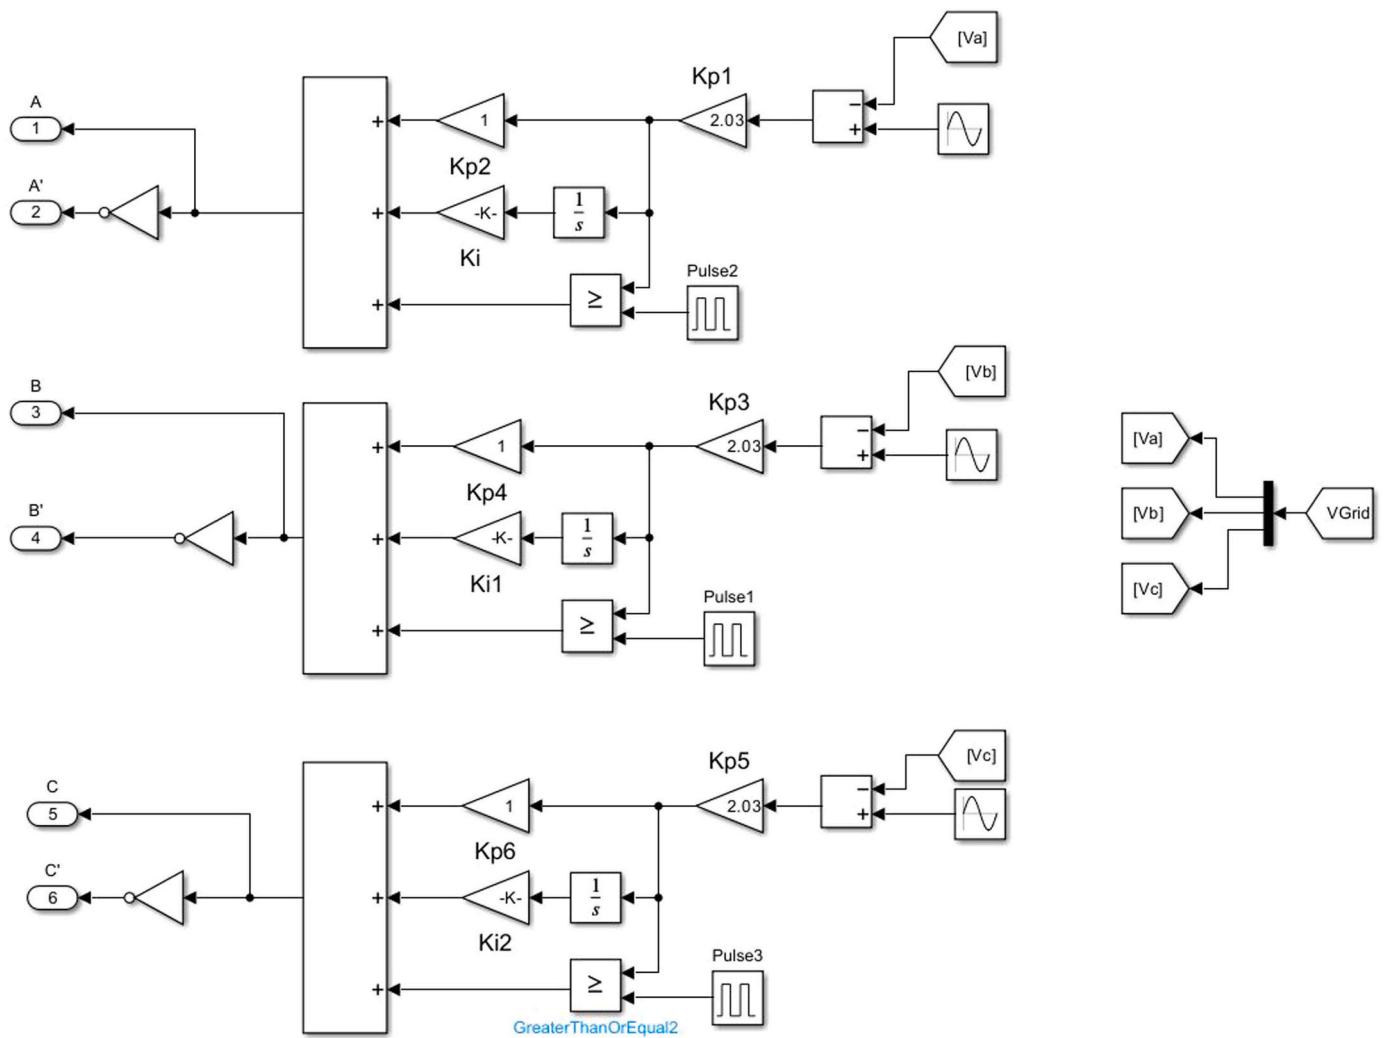 [Va]
Kp1
A
1
+
1
2.03
−
+
Kp2
A'
2
+
-K-
1
s
Ki
Pulse2
+
≥
B
3
[Vb]
Kp3
+
1
2.03
−
+
[Va]
Kp4
B'
4
+
-K-
1
s
[Vb]
VGrid
Ki1
Pulse1
[Vc]
+
≥
[Vc]
Kp5
C
5
+
1
2.03
−
+
Kp6
C'
6
+
-K-
1
s
Ki2
Pulse3
+
≥
GreaterThanOrEqual2